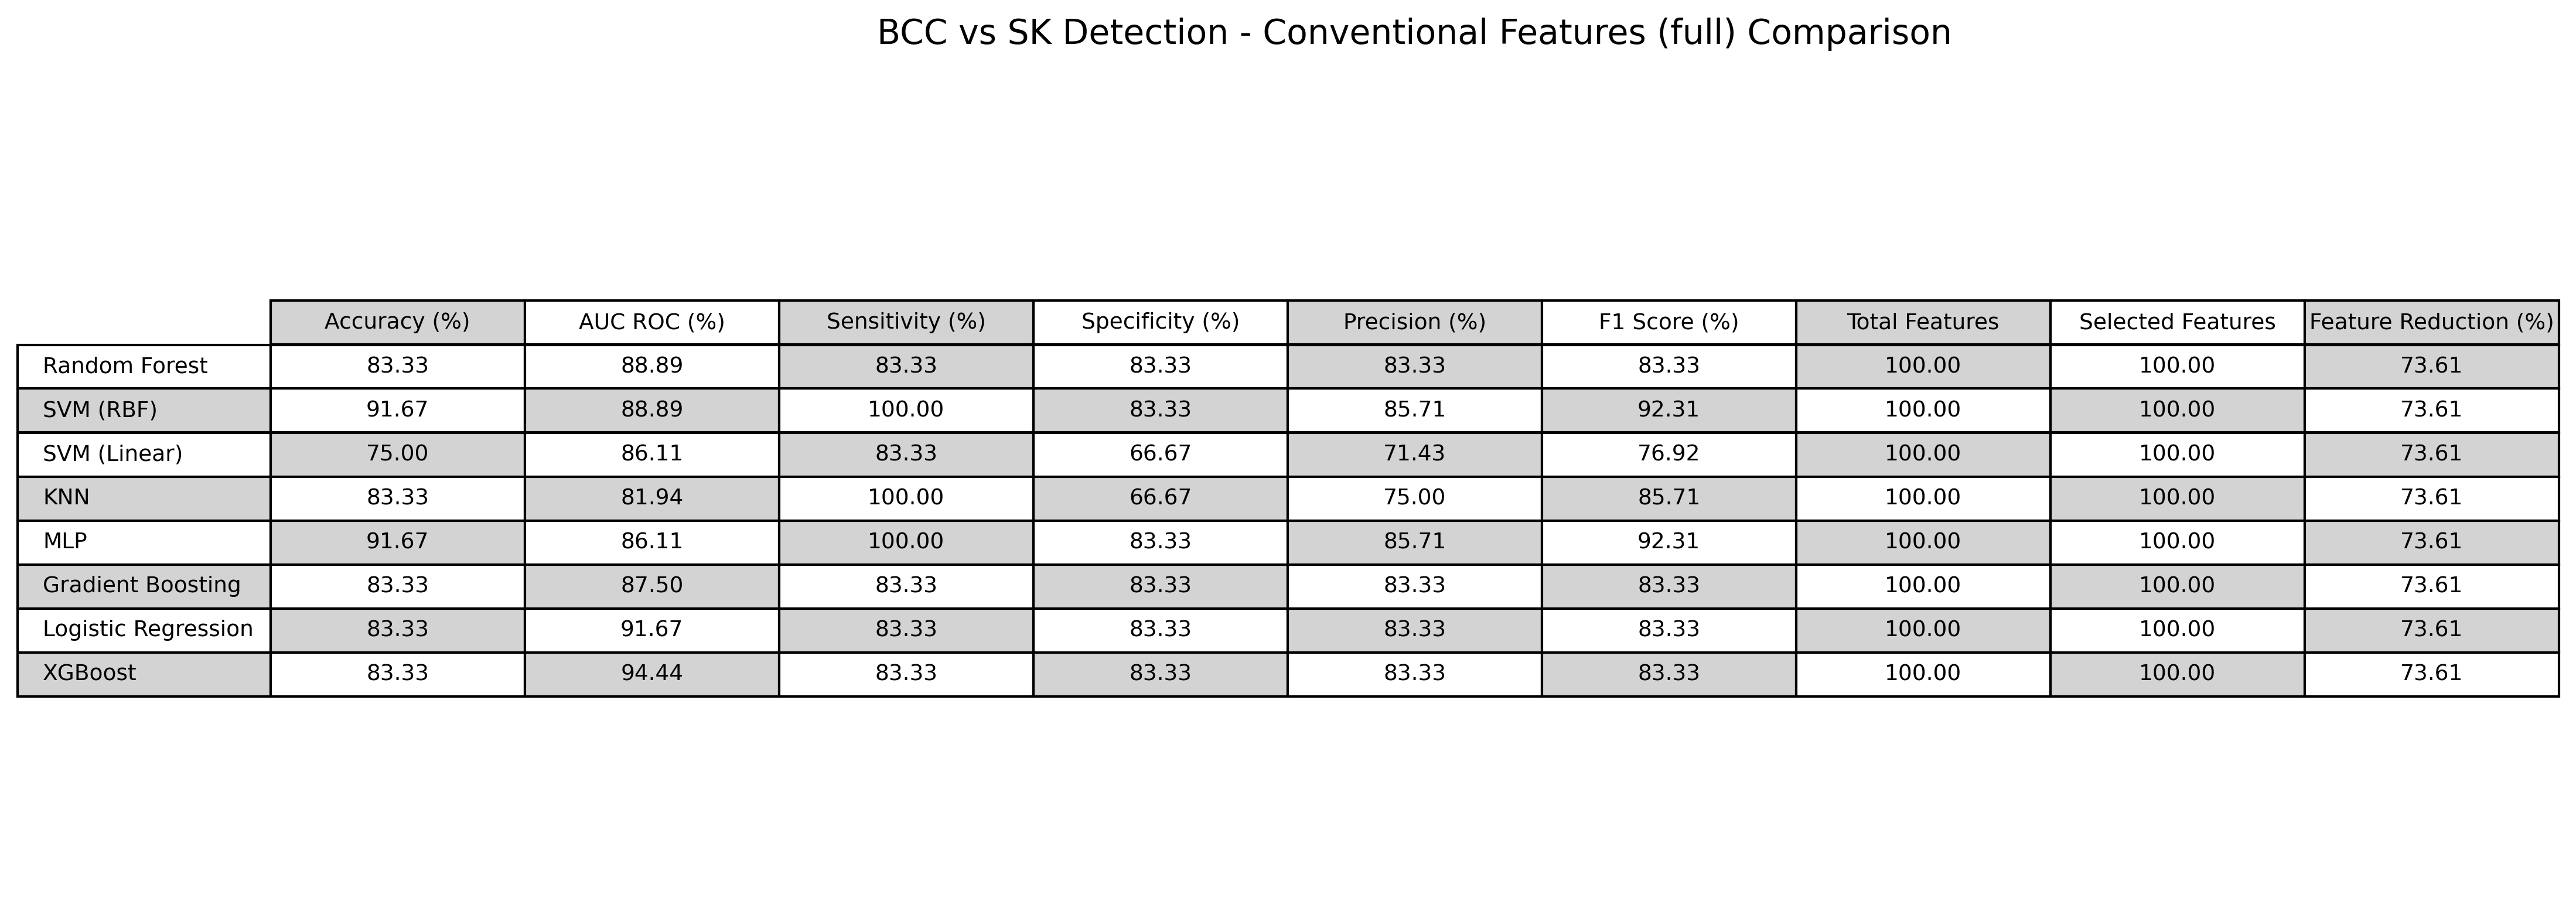 BCC vs SK Detection - Conventional Features (full) Comparison
Accuracy (%) AUC ROC (%) Sensitivity (%) Specificity (%) Precision (%) F1 Score (%) Total Features Selected Features Feature Reduction (%)
Random Forest 83.33 88.89 83.33 83.33 83.33 83.33 100.00 100.00 73.61
SVM (RBF) 91.67 88.89 100.00 83.33 85.71 92.31 100.00 100.00 73.61
SVM (Linear) 75.00 86.11 83.33 66.67 71.43 76.92 100.00 100.00 73.61
KNN 83.33 81.94 100.00 66.67 75.00 85.71 100.00 100.00 73.61
MLP 91.67 86.11 100.00 83.33 85.71 92.31 100.00 100.00 73.61
Gradient Boosting 83.33 87.50 83.33 83.33 83.33 83.33 100.00 100.00 73.61
Logistic Regression 83.33 91.67 83.33 83.33 83.33 83.33 100.00 100.00 73.61
XGBoost 83.33 94.44 83.33 83.33 83.33 83.33 100.00 100.00 73.61